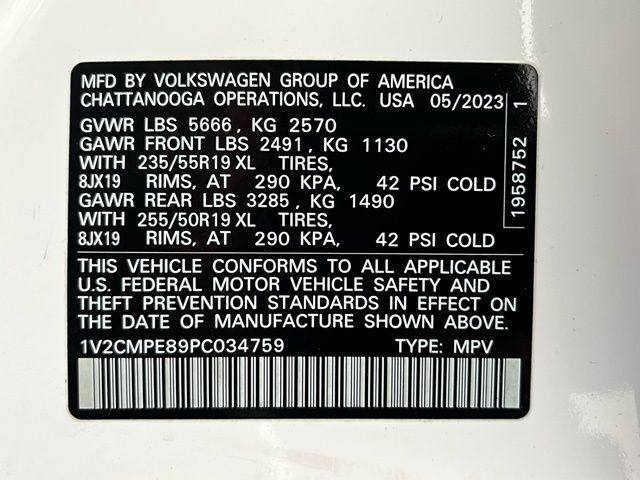 MFD BY VOLKSWAGEN GROUP OF AMERICA
CHATTANOOGA OPERATIONS, LLC. USA 05/2023
GVWR LBS 5666, KG 2570
GAWR FRONT LBS 2491, KG 1130
WITH 235/55R19 XL TIRES,
8JX19 RIMS, AT 290 KPA, 42 PSI COLD
GAWR REAR LBS 3285, KG 1490
WITH 255/50R19 XL TIRES,
8JX19 RIMS, AT 290 KPA, 42 PSI COLD
1958752 1
THIS VEHICLE CONFORMS TO ALL APPLICABLE
U.S. FEDERAL MOTOR VEHICLE SAFETY AND
THEFT PREVENTION STANDARDS IN EFFECT ON
THE DATE OF MANUFACTURE SHOWN ABOVE.
1V2CMPE89PC034759 TYPE: MPV